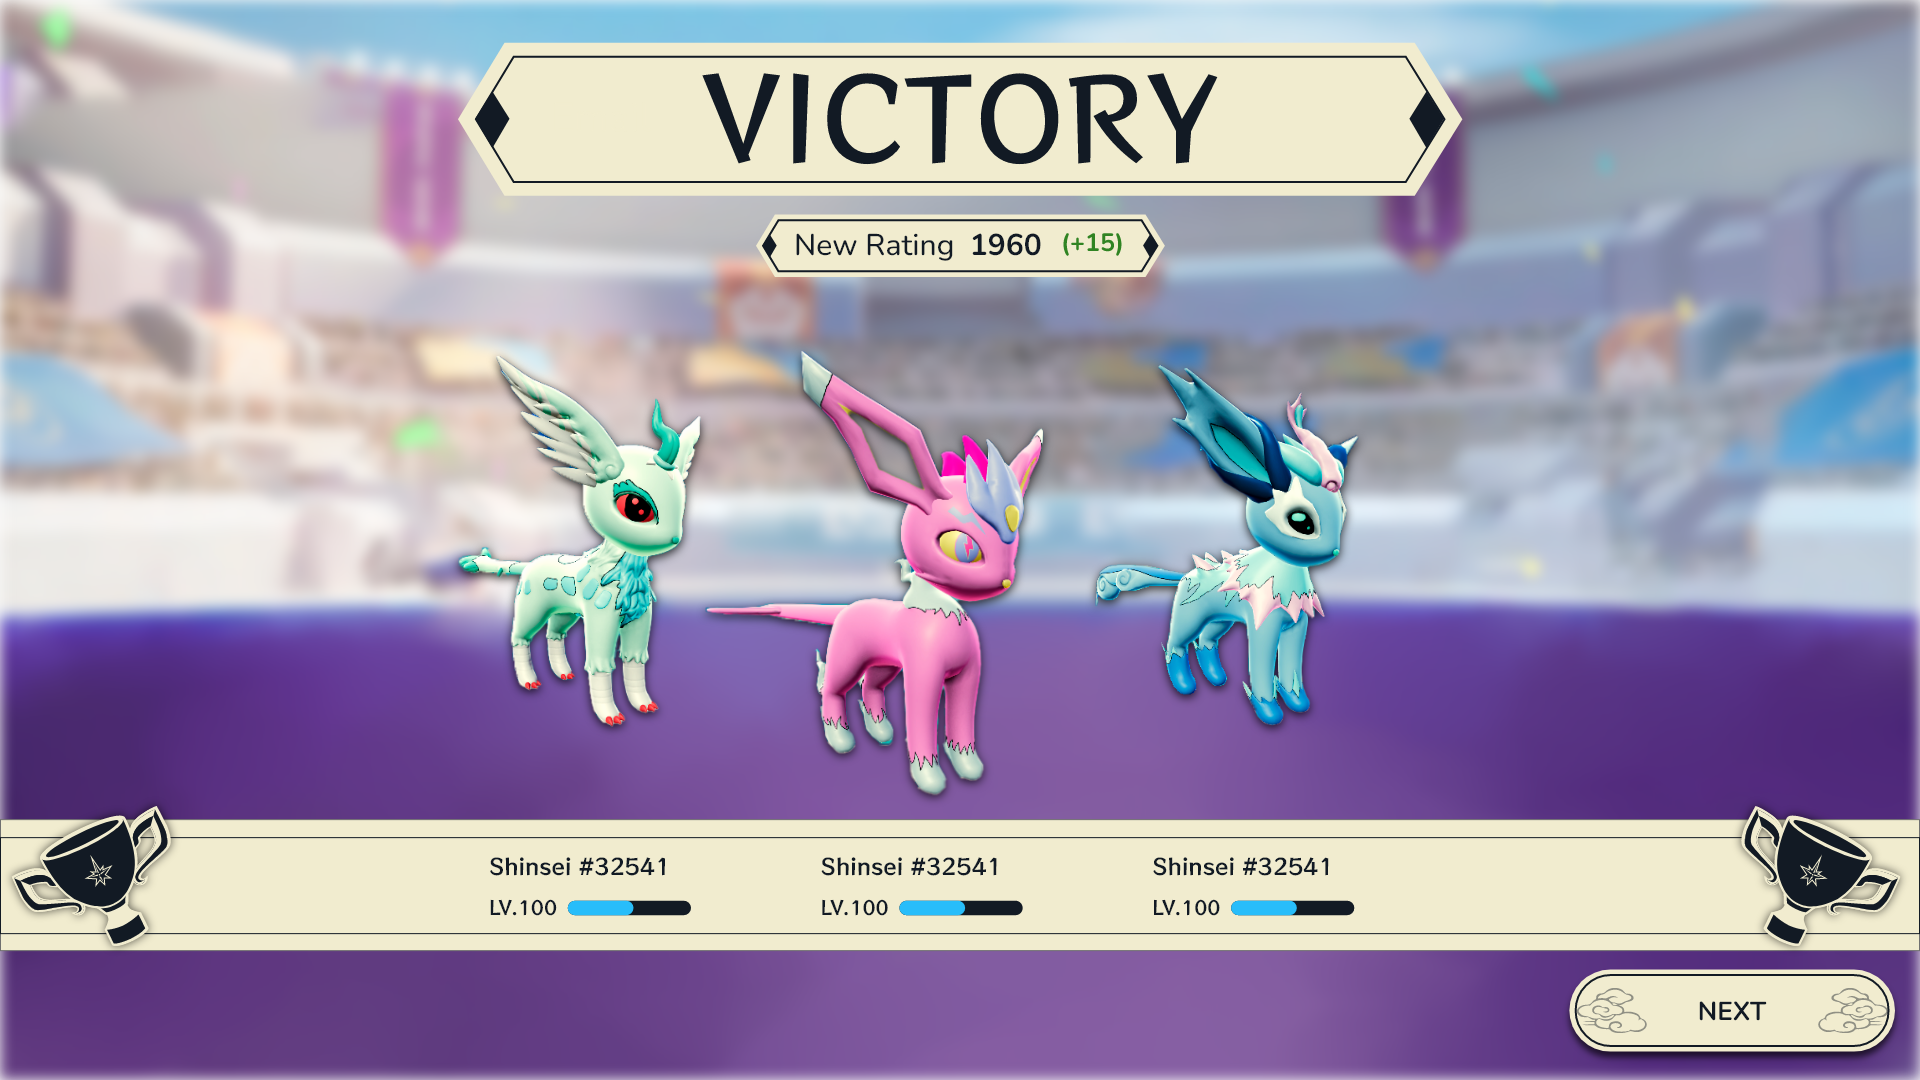 VICTORY
New Rating 1960 (+15)
Shinsei #32541 Shinsei #32541 Shinsei #32541
LV.100 LV.100 LV.100
NEXT